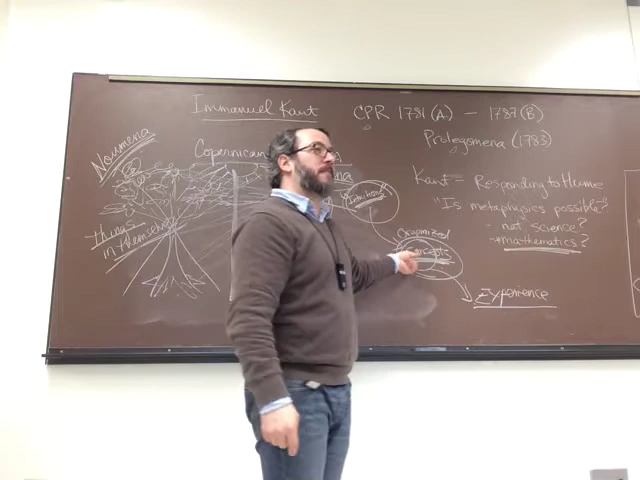 Immanuel Kant
CPR 1781(A) – 1787(B)
Prolegomena (1783)
Noumena
Copernican
Kant – Responding to Hume
"Is metaphysics possible?"
- not science?
mathematics?
Intuitions
things
in themselves
Organized
Concepts
Experience